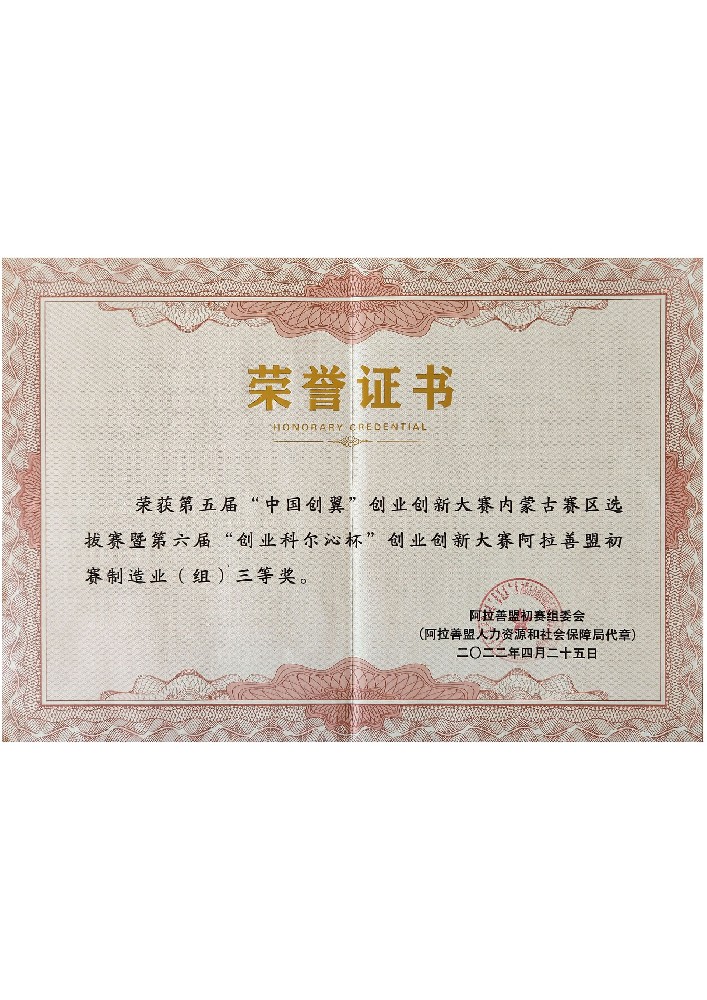 荣誉证书
HONORARY CREDENTIAL
荣获第五届“中国创翼”创业创新大赛内蒙古赛区选
拔赛暨第六届“创业科尔沁杯”创业创新大赛阿拉善盟初
赛制造业（组）三等奖。
阿拉善盟初赛组委会
（阿拉善盟人力资源和社会保障局代章）
二〇二二年四月二十五日